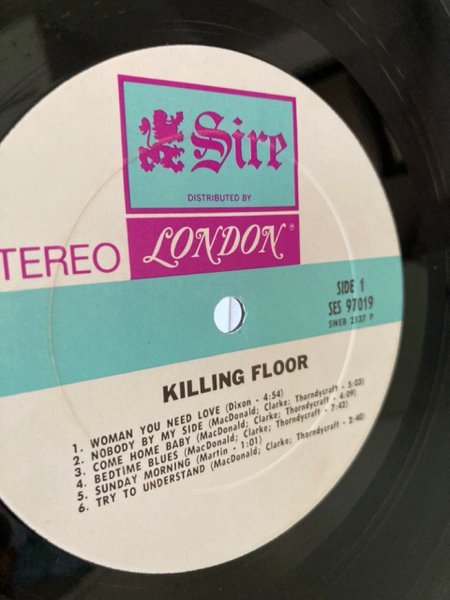 Sire
DISTRIBUTED BY
LONDON
TEREO
SIDE 1
SES 97019
SWEB 2137 P
KILLING FLOOR
1. WOMAN YOU NEED LOVE (Dixon - 4:54)
2. NOBODY BY MY SIDE (MacDonald; Clarke; Thorndycraft - 5:03)
3. COME HOME BABY (MacDonald; Clarke; Thorndycraft - 4:09)
4. BEDTIME BLUES (MacDonald; Clarke; Thorndycraft - 7:42)
5. SUNDAY MORNING (Martin - 1:01)
6. TRY TO UNDERSTAND (MacDonald; Clarke; Thorndycraft - 2:40)